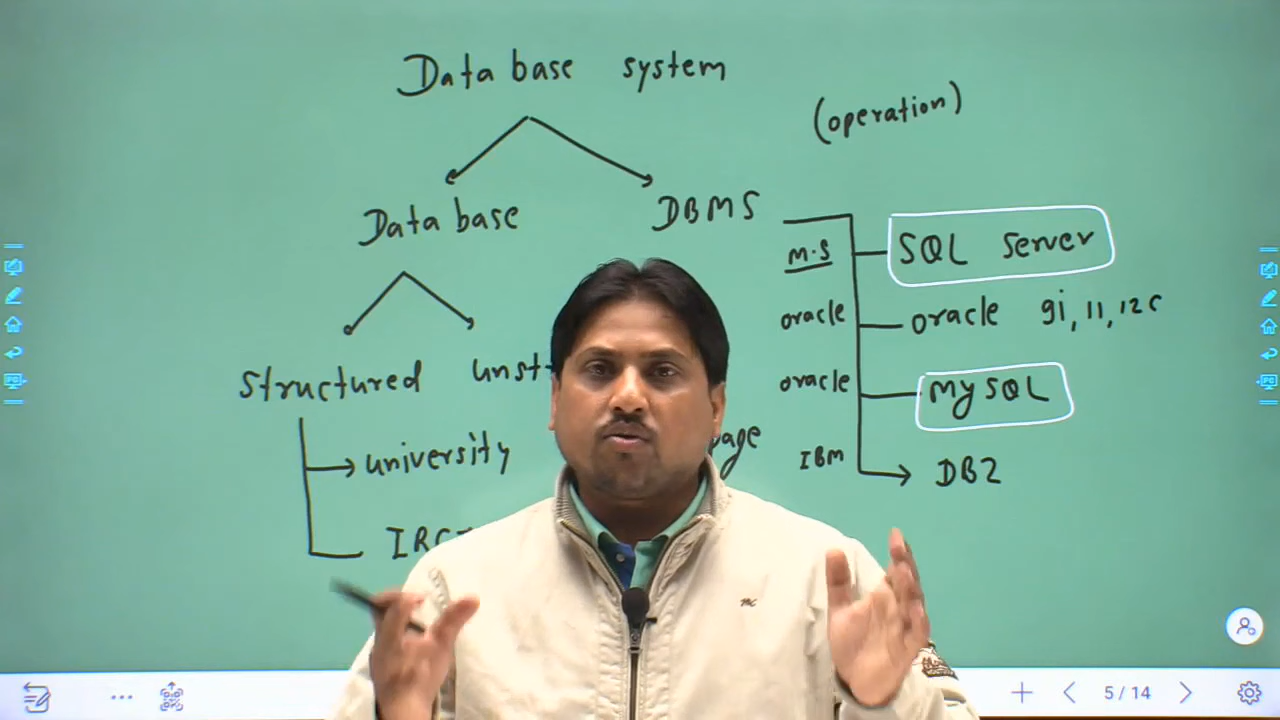 Data base system
(operation)
Data base
DBMS
M.S SQL Server
oracle oracle 9i, 11, 12c
Structured
oracle MySQL
university
IBM DB2
5 / 14